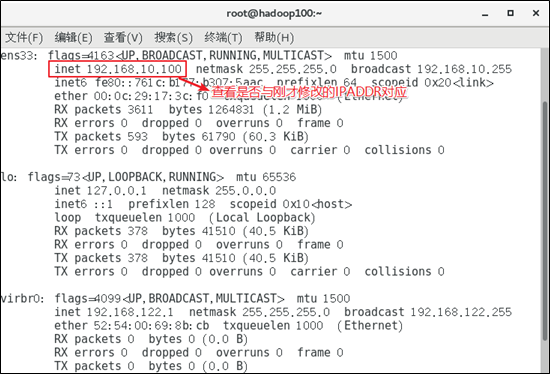 root@hadoop100:~
文件(F) 编辑(E) 查看(V) 搜索(S) 终端(T) 帮助(H)
ens33: flags=4163<UP,BROADCAST,RUNNING,MULTICAST> mtu 1500
inet 192.168.10.100 netmask 255.255.255.0 broadcast 192.168.10.255
inet6 fe80::761c:b1 :b307:5aac prefixlen 64 scopeid 0x20<link>
ether 00:0c:29:17:3c:f0 (Ethernet)
查看是否与刚才修改的IPADDR对应
RX packets 3611 bytes 1264831 (1.2 MiB)
RX errors 0 dropped 0 overruns 0 frame 0
TX packets 593 bytes 61790 (60.3 KiB)
TX errors 0 dropped 0 overruns 0 carrier 0 collisions 0
lo: flags=73<UP,LOOPBACK,RUNNING> mtu 65536
inet 127.0.0.1 netmask 255.0.0.0
inet6 ::1 prefixlen 128 scopeid 0x10<host>
loop txqueuelen 1000 (Local Loopback)
RX packets 378 bytes 41510 (40.5 KiB)
RX errors 0 dropped 0 overruns 0 frame 0
TX packets 378 bytes 41510 (40.5 KiB)
TX errors 0 dropped 0 overruns 0 carrier 0 collisions 0
virbr0: flags=4099<UP,BROADCAST,MULTICAST> mtu 1500
inet 192.168.122.1 netmask 255.255.255.0 broadcast 192.168.122.255
ether 52:54:00:69:8b:cb txqueuelen 1000 (Ethernet)
RX packets 0 bytes 0 (0.0 B)
RX errors 0 dropped 0 overruns 0 frame 0
TX packets 0 bytes 0 (0.0 B)